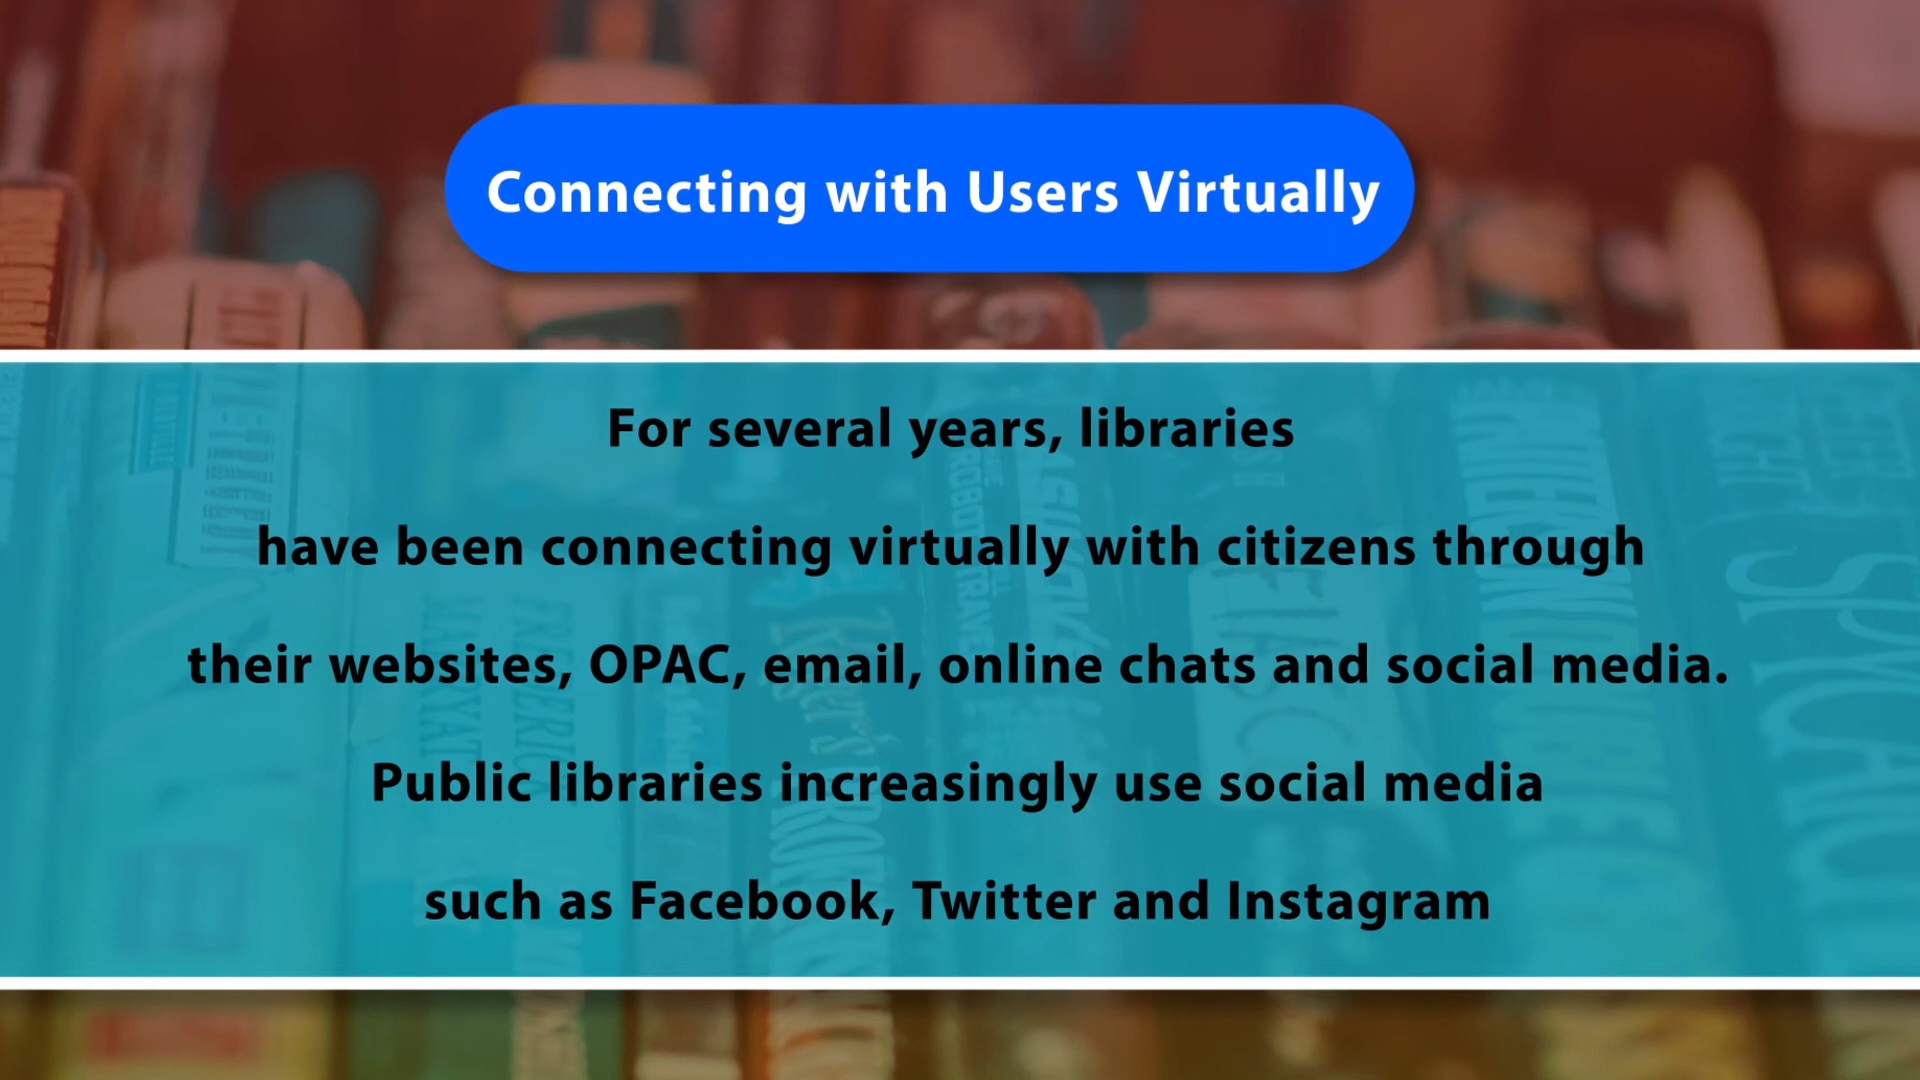 Connecting with Users Virtually
For several years, libraries
have been connecting virtually with citizens through
their websites, OPAC, email, online chats and social media.
Public libraries increasingly use social media
such as Facebook, Twitter and Instagram